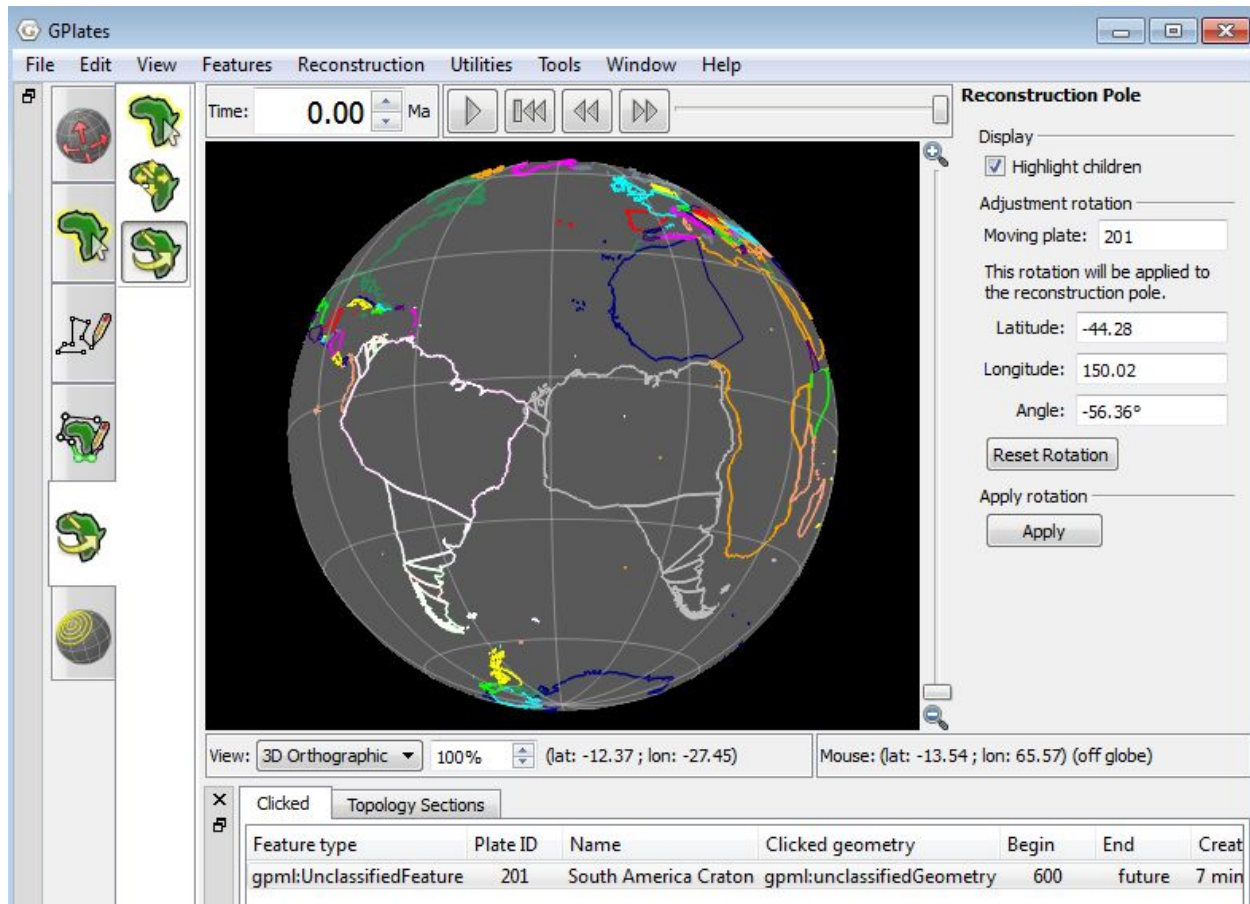 GPlates
File Edit View Features Reconstruction Utilities Tools Window Help
Time: 0.00 Ma
Reconstruction Pole
Display
Highlight children
Adjustment rotation
Moving plate: 201
This rotation will be applied to
the reconstruction pole.
Latitude: -44.28
Longitude: 150.02
Angle: -56.36°
Reset Rotation
Apply rotation
Apply
View: 3D Orthographic 100% (lat: -12.37 ; lon: -27.45) Mouse: (lat: -13.54 ; lon: 65.57) (off globe)
Clicked Topology Sections
Feature type Plate ID Name Clicked geometry Begin End Creat
gpml:UnclassifiedFeature 201 South America Craton gpml:unclassifiedGeometry 600 future 7 min